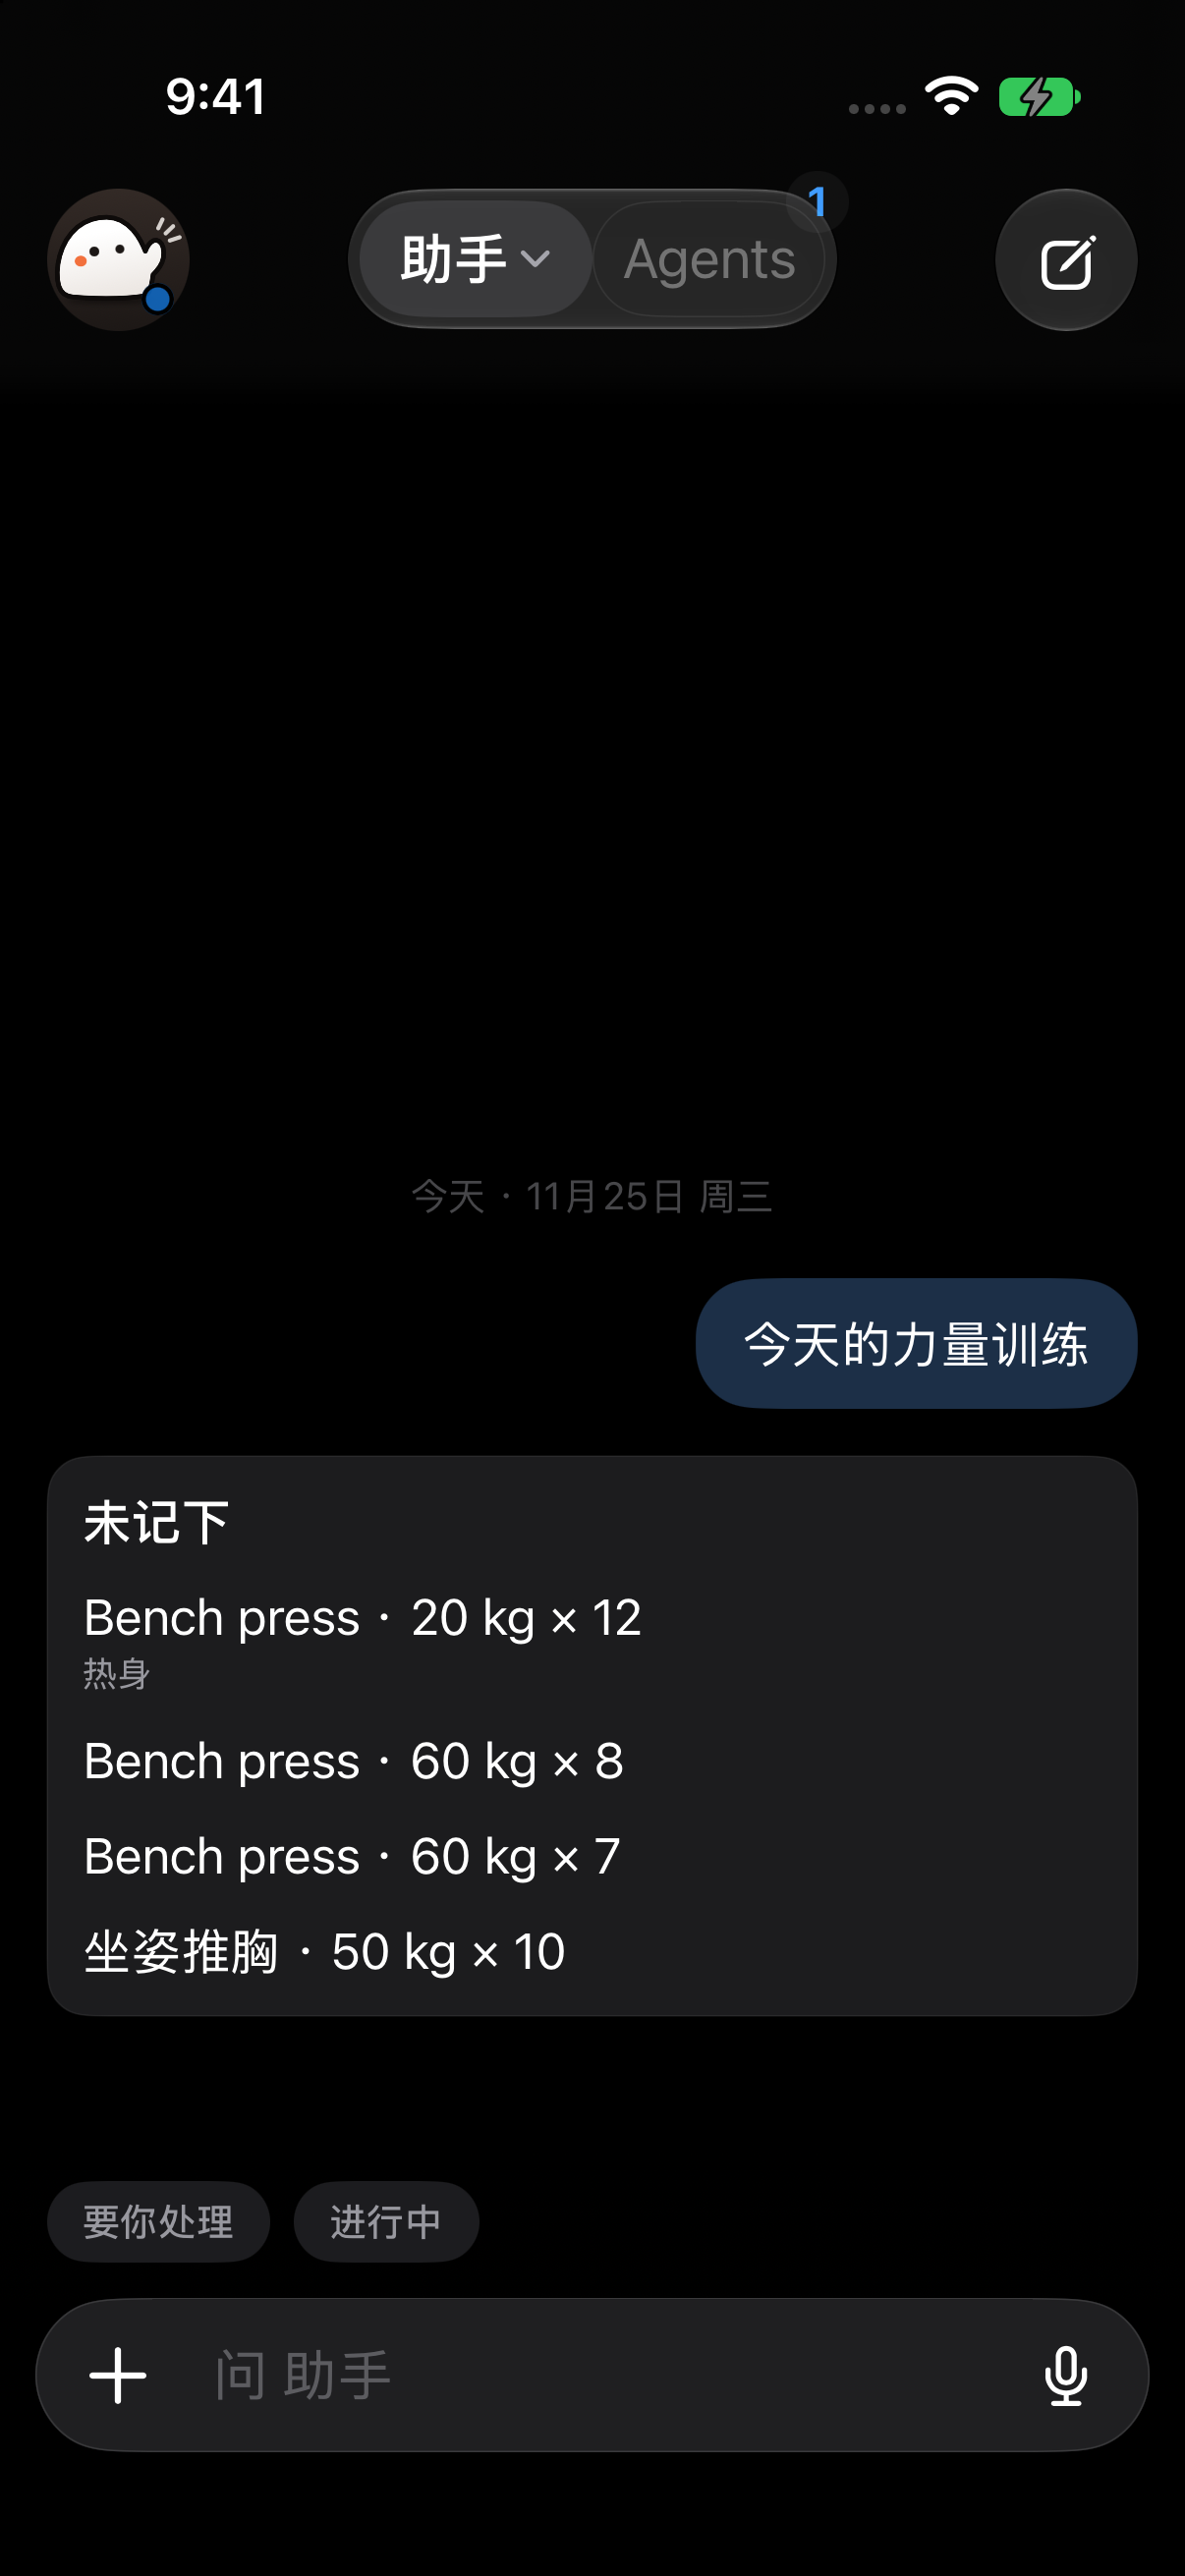 9:41
助手
Agents
1
今天 · 11月25日 周三
今天的力量训练
未记下
Bench press · 20 kg × 12
热身
Bench press · 60 kg × 8
Bench press · 60 kg × 7
坐姿推胸 · 50 kg × 10
要你处理
进行中
问 助手